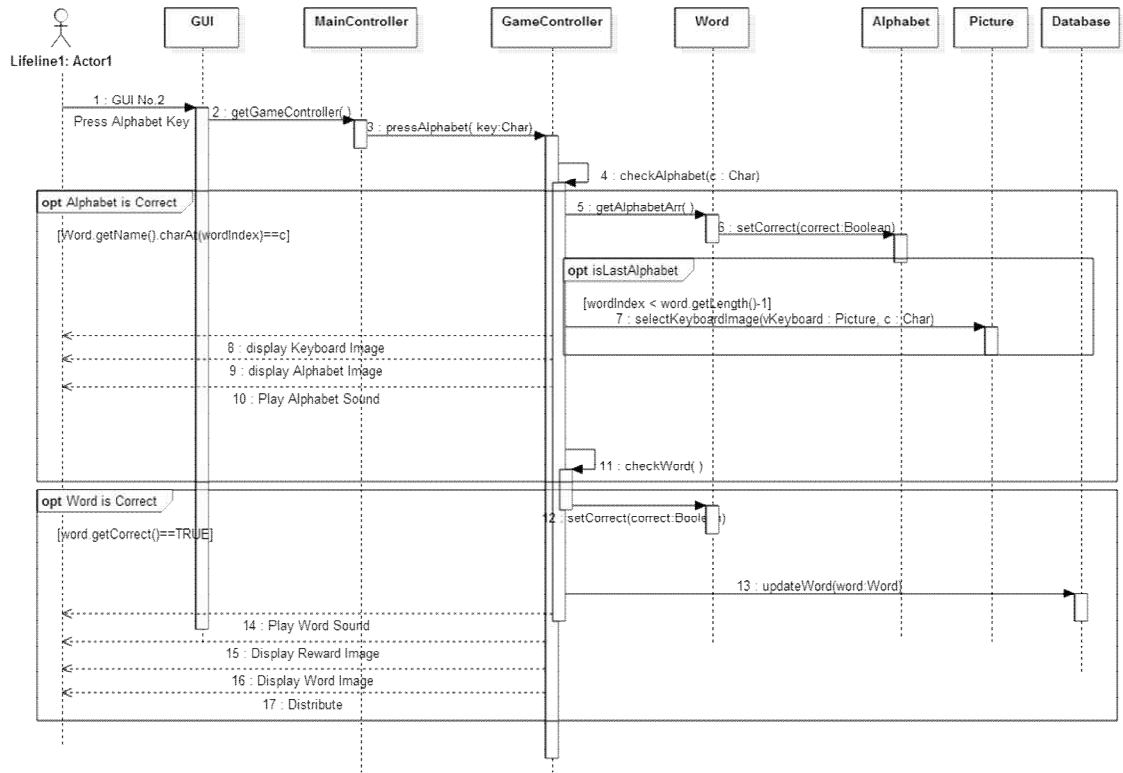 GUI
MainController
GameController
Word
Alphabet
Picture
Database
Lifeline1: Actor1
1 : GUI No.2
Press Alphabet Key
2 : getGameController( )
3 : pressAlphabet( key:Char)
4 : checkAlphabet(c : Char)
opt Alphabet is Correct
[Word.getName().charAt(wordIndex)==c]
5 : getAlphabetArr( )
6 : setCorrect(correct:Boolean)
opt isLastAlphabet
[wordIndex < word.getLength()-1]
7 : selectKeyboardImage(vKeyboard : Picture, c : Char)
8 : display Keyboard Image
9 : display Alphabet Image
10 : Play Alphabet Sound
11 : checkWord( )
opt Word is Correct
[word.getCorrect()==TRUE]
12 : setCorrect(correct:Boolean)
13 : updateWord(word:Word)
14 : Play Word Sound
15 : Display Reward Image
16 : Display Word Image
17 : Distribute